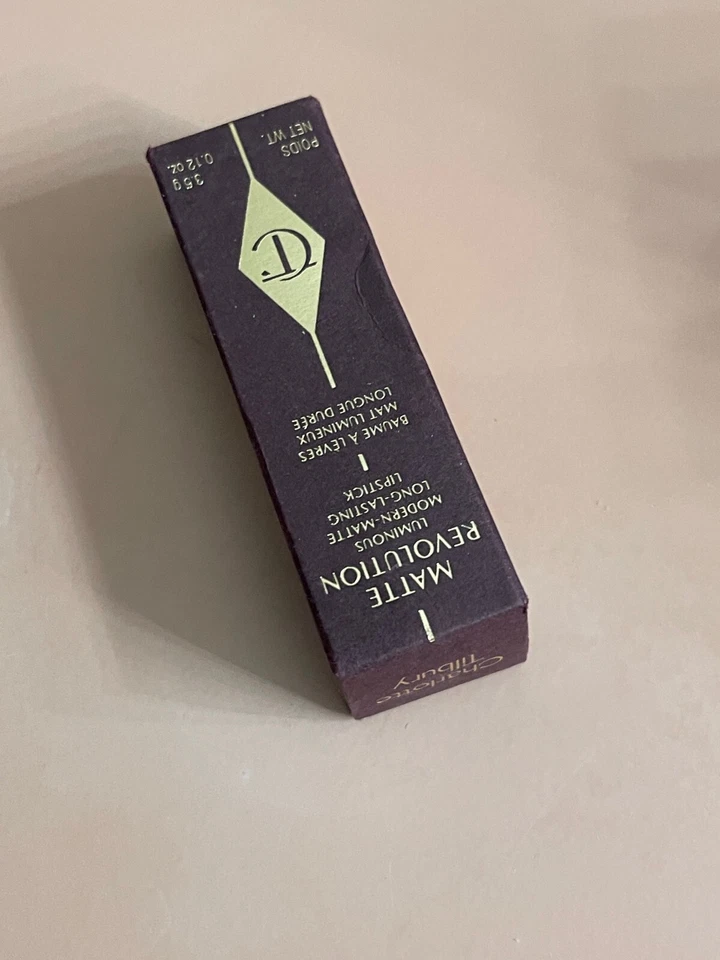 Charlotte
Tilbury
MATTE
REVOLUTION
LUMINOUS
MODERN-MATTE
LONG-LASTING
LIPSTICK
BAUME À LÈVRES
MAT LUMINEUX
LONGUE DURÉE
CT
POIDS
NET WT.
3.5 g
0.12 oz.